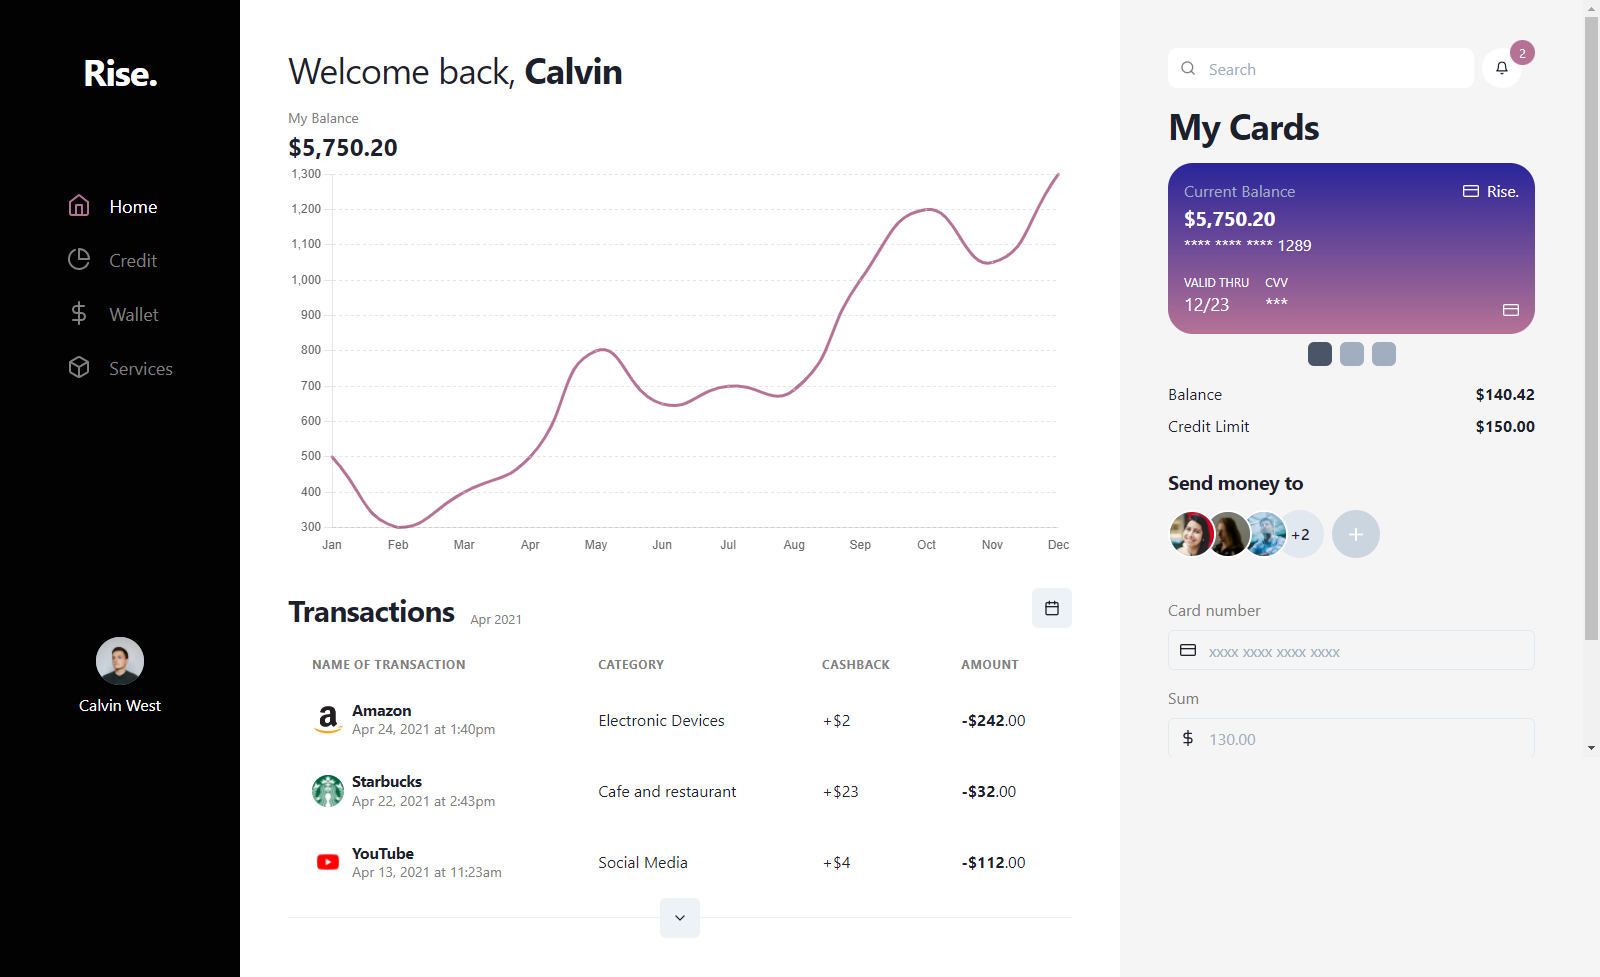 Rise.
Home
Credit
Wallet
Services
Calvin West
Welcome back, Calvin
My Balance
$5,750.20
1,300
1,200
1,100
1,000
900
800
700
600
500
400
300
Jan Feb Mar Apr May Jun Jul Aug Sep Oct Nov Dec
Transactions Apr 2021
NAME OF TRANSACTION CATEGORY CASHBACK AMOUNT
Amazon
Apr 24, 2021 at 1:40pm
Electronic Devices +$2 -$242.00
Starbucks
Apr 22, 2021 at 2:43pm
Cafe and restaurant +$23 -$32.00
YouTube
Apr 13, 2021 at 11:23am
Social Media +$4 -$112.00
Search
2
My Cards
Current Balance Rise.
$5,750.20
**** **** **** 1289
VALID THRU CVV
12/23 ***
Balance $140.42
Credit Limit $150.00
Send money to
+2
Card number
xxxx xxxx xxxx xxxx
Sum
$ 130.00